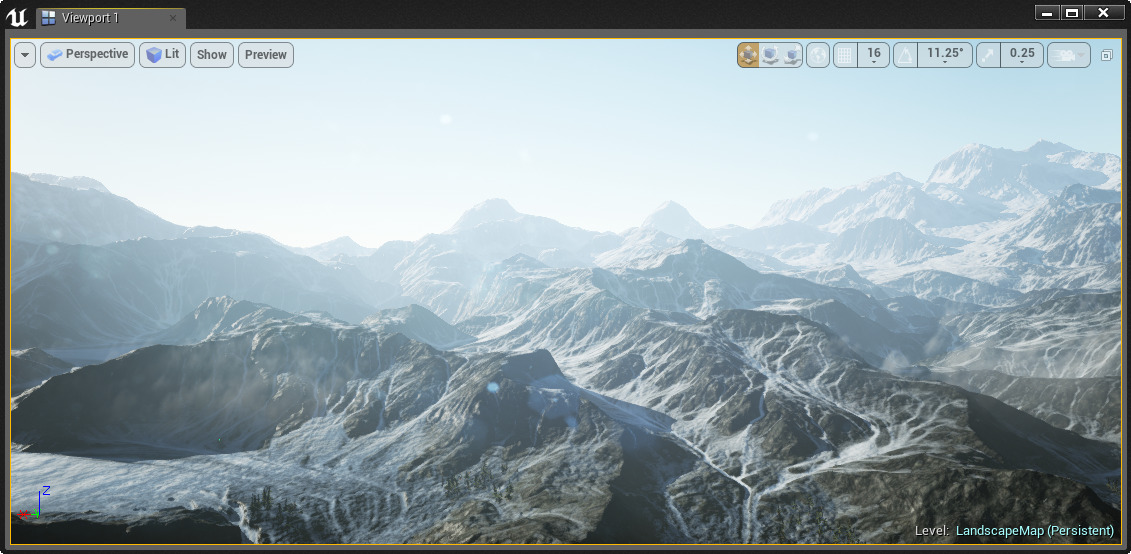 Viewport 1
Perspective Lit Show Preview 16 11.25° 0.25
Z
Level: LandscapeMap (Persistent)